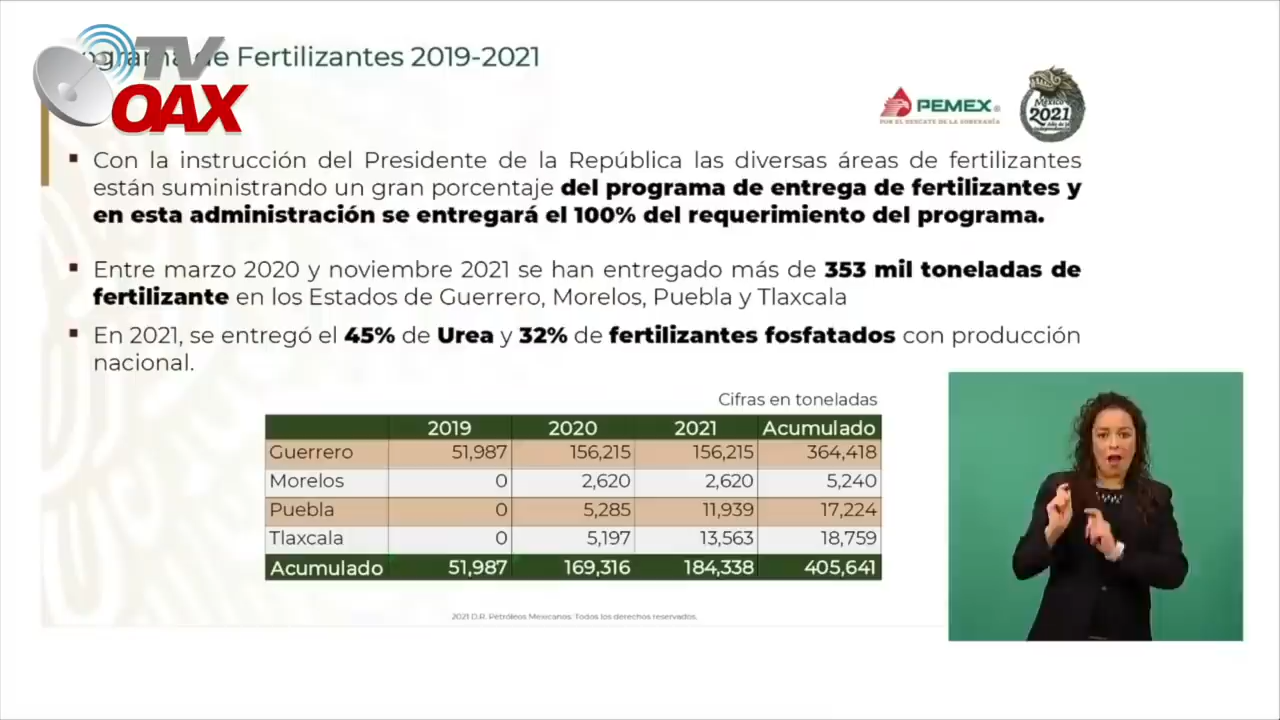 TV
OAX
de Fertilizantes 2019-2021
PEMEX
POR EL RESCATE DE LA SOBERANÍA
México
2021
Con la instrucción del Presidente de la República las diversas áreas de fertilizantes
están suministrando un gran porcentaje del programa de entrega de fertilizantes y
en esta administración se entregará el 100% del requerimiento del programa.
Entre marzo 2020 y noviembre 2021 se han entregado más de 353 mil toneladas de
fertilizante en los Estados de Guerrero, Morelos, Puebla y Tlaxcala
En 2021, se entregó el 45% de Urea y 32% de fertilizantes fosfatados con producción
nacional.
Cifras en toneladas
2019 2020 2021 Acumulado
Guerrero 51,987 156,215 156,215 364,418
Morelos 0 2,620 2,620 5,240
Puebla 0 5,285 11,939 17,224
Tlaxcala 0 5,197 13,563 18,759
Acumulado 51,987 169,316 184,338 405,641
2021 D.R. Petróleos Mexicanos. Todos los derechos reservados.